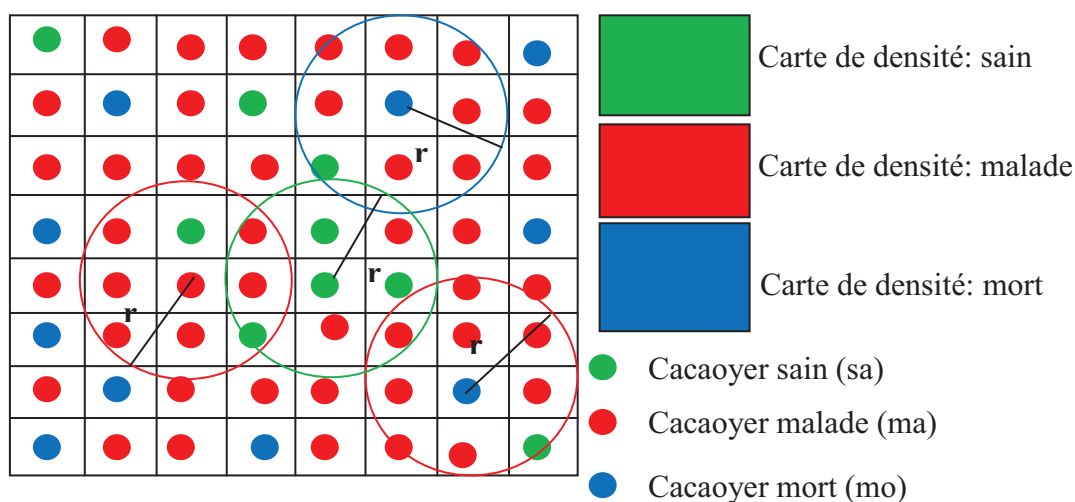 Carte de densité: sain
Carte de densité: malade
Carte de densité: mort
r
r
r
r
Cacaoyer sain (sa)
Cacaoyer malade (ma)
Cacaoyer mort (mo)